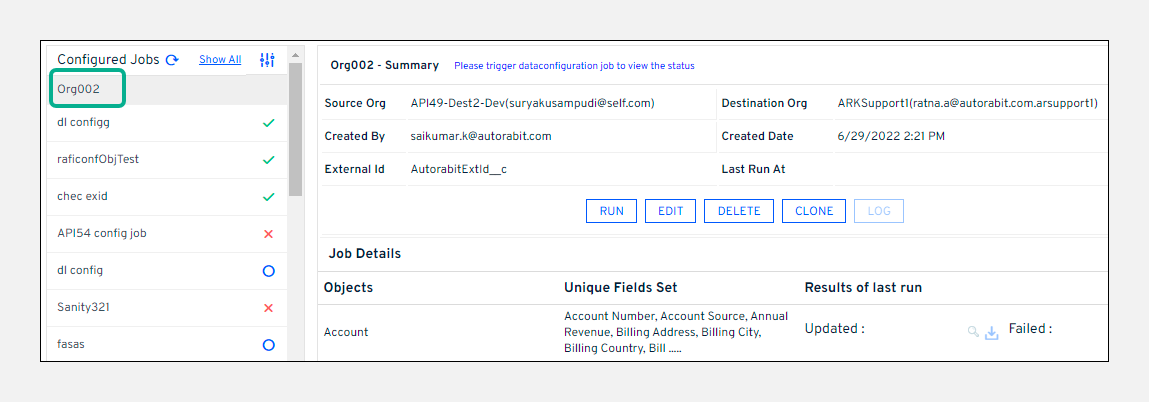 Configured Jobs Show All
Org002
dl configg
raficonfObjTest
chec exid
API54 config job
dl config
Sanity321
fasas
Org002 - Summary Please trigger dataconfiguration job to view the status
Source Org API49-Dest2-Dev(suryakusampudi@self.com) Destination Org ARKSupport1(ratna.a@autorabit.com.arsupport1)
Created By saikumar.k@autorabit.com Created Date 6/29/2022 2:21 PM
External Id AutorabitExtId__c Last Run At
RUN EDIT DELETE CLONE LOG
Job Details
Objects Unique Fields Set Results of last run
Account Account Number, Account Source, Annual
Revenue, Billing Address, Billing City,
Billing Country, Bill .....
Updated : Failed :